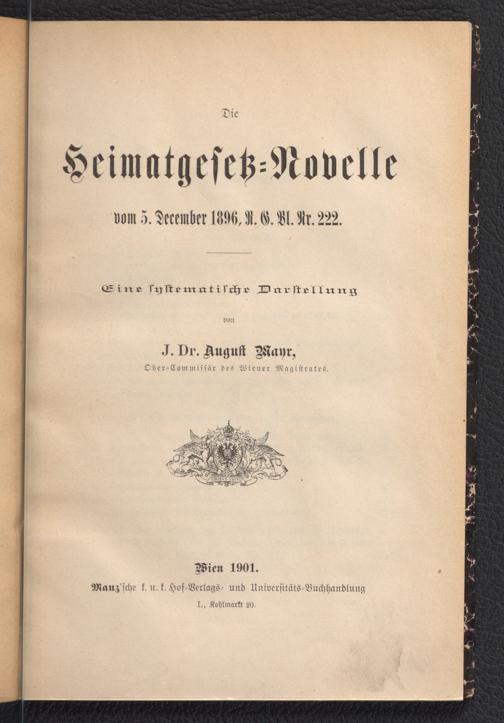 Die
Heimatgesetz-Novelle
vom 5. December 1896, R. G. Bl. Nr. 222.
Eine systematische Darstellung
von
J. Dr. August Mayr,
Ober-Commissär des Wiener Magistrates.
Wien 1901.
Manz'sche k. u. k. Hof-Verlags- und Universitäts-Buchhandlung
I., Kohlmarkt 20.